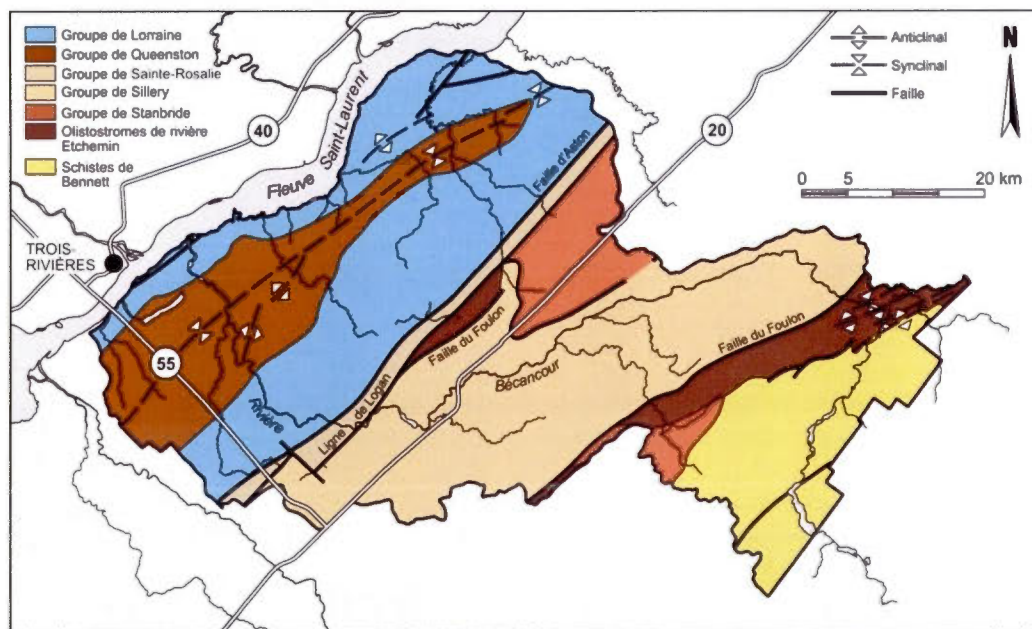 Groupe de Lorraine
Groupe de Queenston
Groupe de Sainte-Rosalie
Groupe de Sillery
Groupe de Stanbridge
Olistostromes de rivière
Etchemin
Schistes de
Bennett
Anticlinal
Synclinal
Faille
N
0 5 20 km
40
20
55
Fleuve Saint-Laurent
TROIS-
RIVIÈRES
Faille d'Aston
Faille du Foulon
Faille du Foulon
Ligne de Logan
Rivière
Bécancour